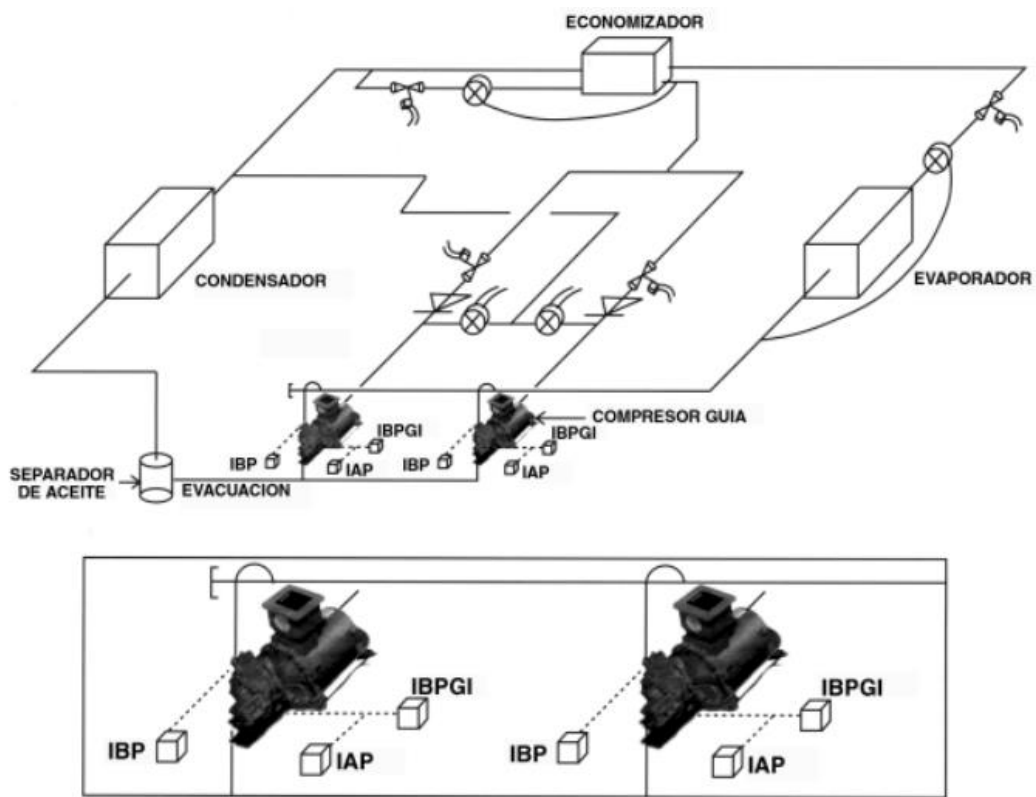 ECONOMIZADOR
CONDENSADOR
EVAPORADOR
COMPRESOR GUIA
IBPGI
IBPGI
IBP
IAP
IBP
IAP
SEPARADOR
DE ACEITE
EVACUACION
IBPGI
IBPGI
IBP
IAP
IBP
IAP